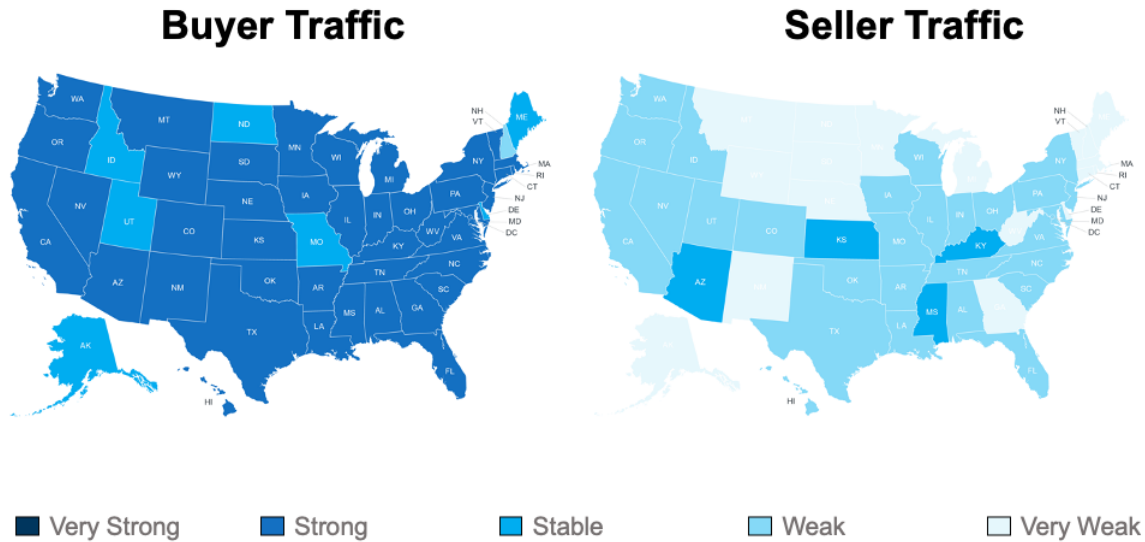 Buyer Traffic
Seller Traffic
WA
MT
ND
MN
OR
ID
SD
WI
MI
NY
NH
VT
ME
MA
RI
CT
NJ
DE
MD
DC
WY
NE
IA
PA
NV
UT
CO
KS
MO
IL
IN
OH
WV
VA
KY
CA
AZ
NM
OK
AR
TN
NC
SC
TX
LA
MS
AL
GA
FL
AK
HI
WA
OR
ID
WI
NY
NH
VT
MA
RI
CT
NJ
DE
MD
DC
IA
PA
NV
UT
CO
KS
MO
IL
IN
OH
VA
KY
CA
AZ
OK
AR
TN
NC
SC
TX
LA
MS
AL
FL
HI
Very Strong
Strong
Stable
Weak
Very Weak